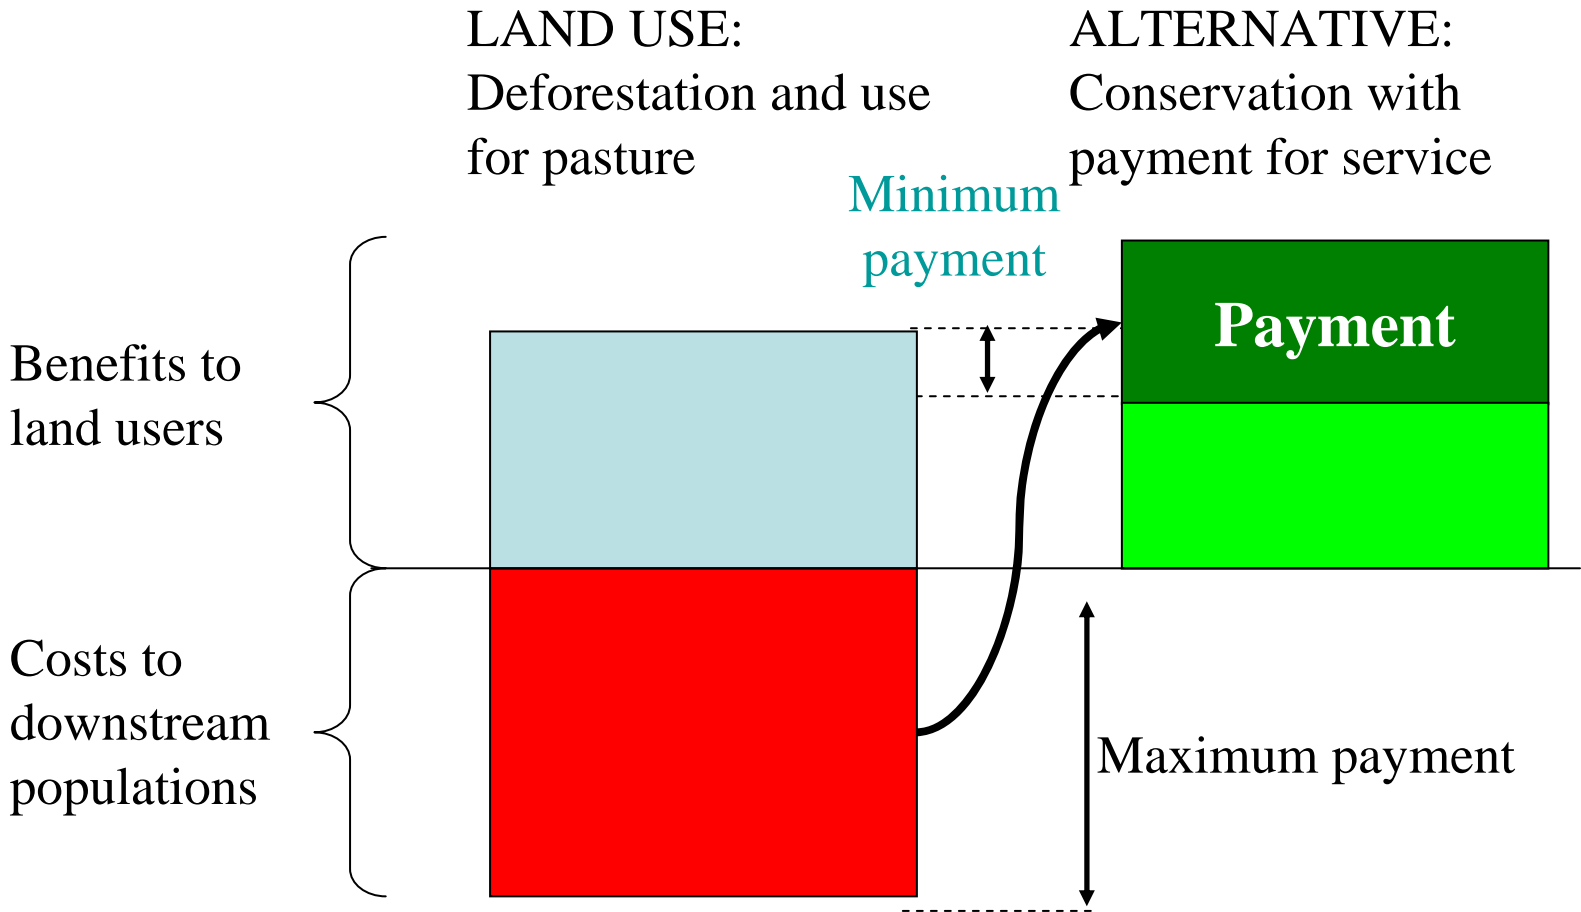 LAND USE:
Deforestation and use
for pasture
ALTERNATIVE:
Conservation with
payment for service
Minimum
payment
Payment
Benefits to
land users
Costs to
downstream
populations
Maximum payment